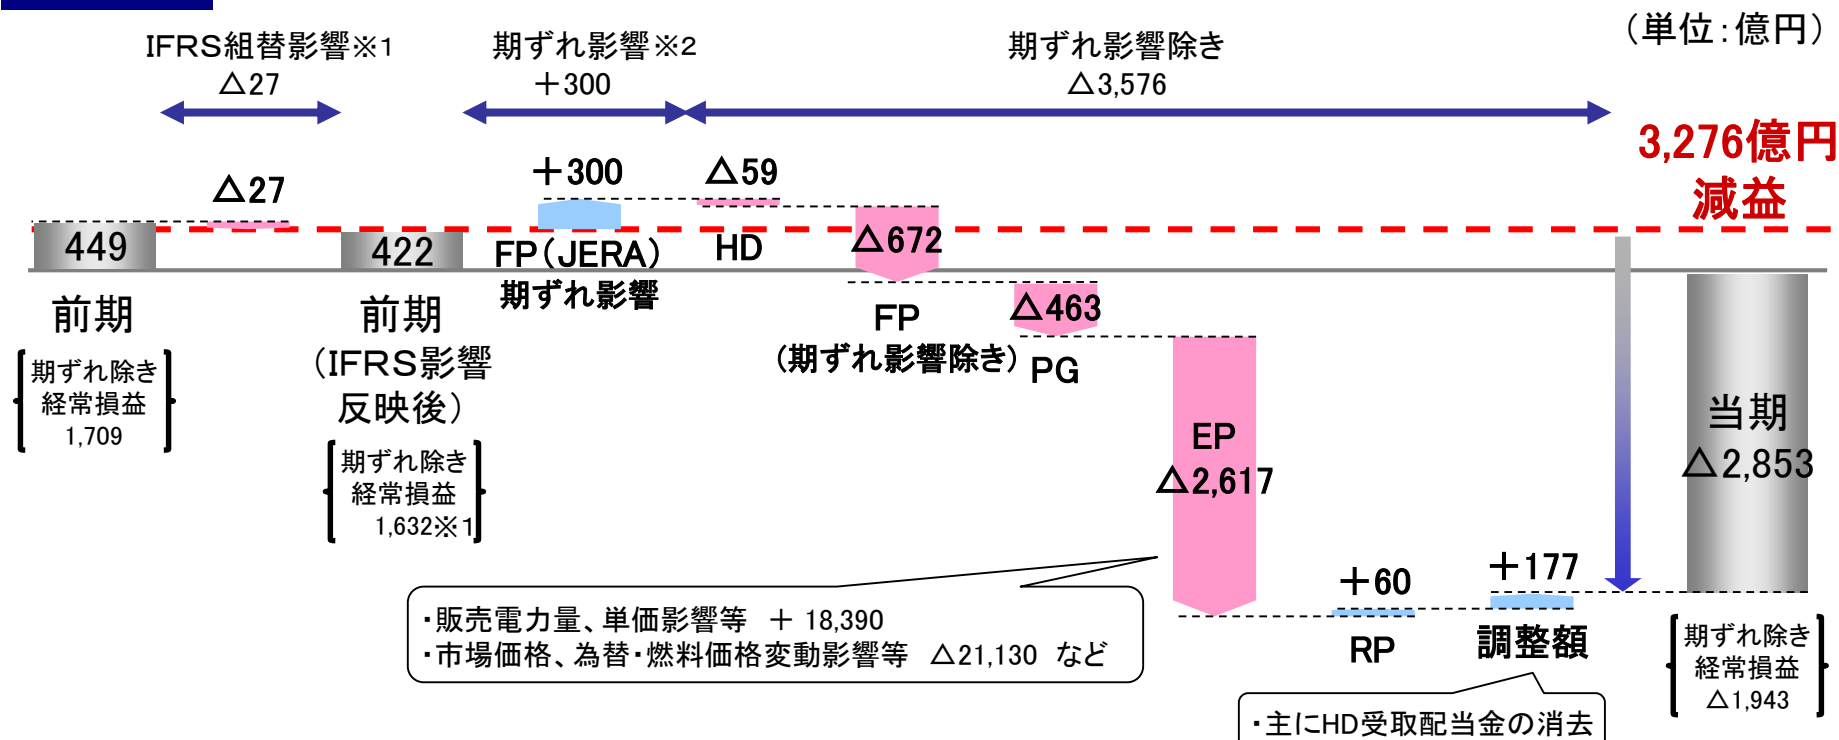 （単位：億円）
IFRS組替影響※1
△27
期ずれ影響※2
＋300
期ずれ影響除き
△3,576
3,276億円
減益
△27
＋300
△59
449
422
FP（JERA）
期ずれ影響
HD
△672
前期
前期
（IFRS影響
反映後）
FP
（期ずれ影響除き）
△463
PG
期ずれ除き
経常損益
1,709
期ずれ除き
経常損益
1,632※1
EP
△2,617
当期
△2,853
・販売電力量、単価影響等　＋ 18,390
・市場価格、為替・燃料価格変動影響等　△21,130　など
＋60
RP
＋177
調整額
期ずれ除き
経常損益
△1,943
・主にHD受取配当金の消去